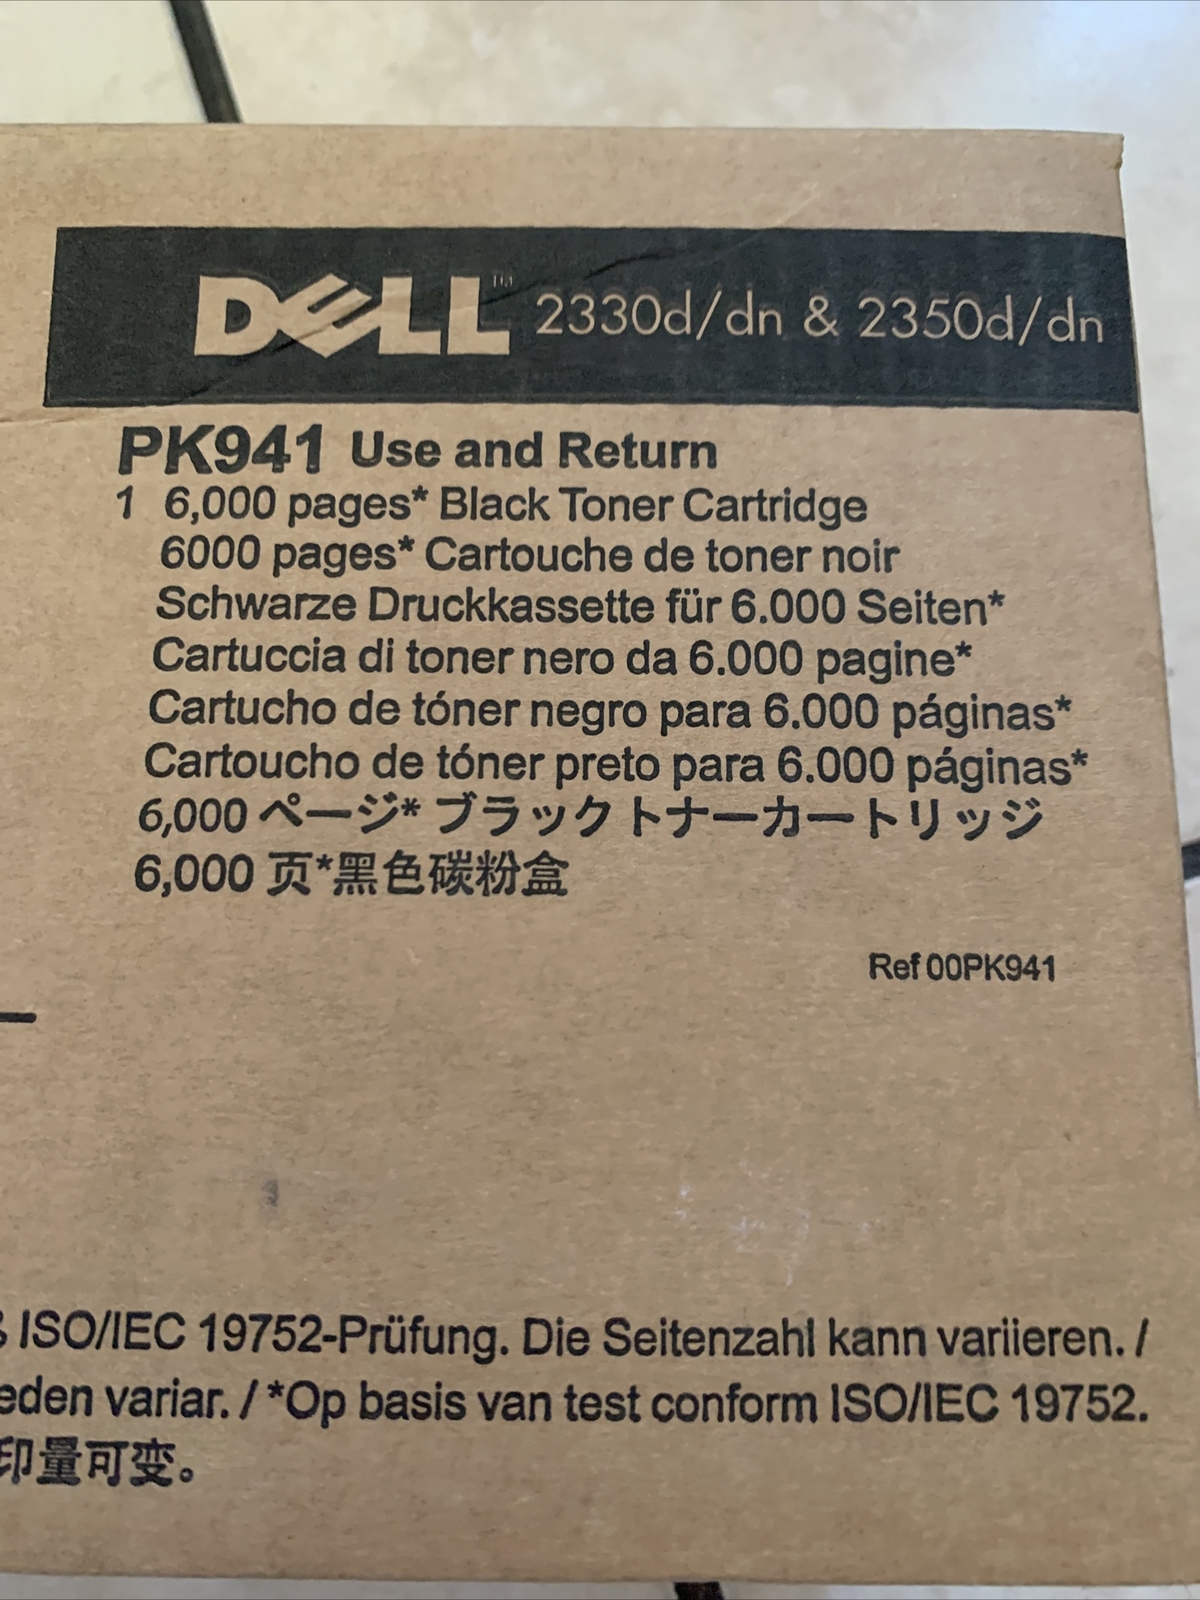 DELL™ 2330d/dn & 2350d/dn
PK941 Use and Return
1 6,000 pages* Black Toner Cartridge
6000 pages* Cartouche de toner noir
Schwarze Druckkassette für 6.000 Seiten*
Cartuccia di toner nero da 6.000 pagine*
Cartucho de tóner negro para 6.000 páginas*
Cartoucho de tóner preto para 6.000 páginas*
6,000 ページ* ブラックトナーカートリッジ
6,000 页*黑色碳粉盒
Ref 00PK941
ISO/IEC 19752-Prüfung. Die Seitenzahl kann variieren. /
eden variar. / *Op basis van test conform ISO/IEC 19752.
印量可变。